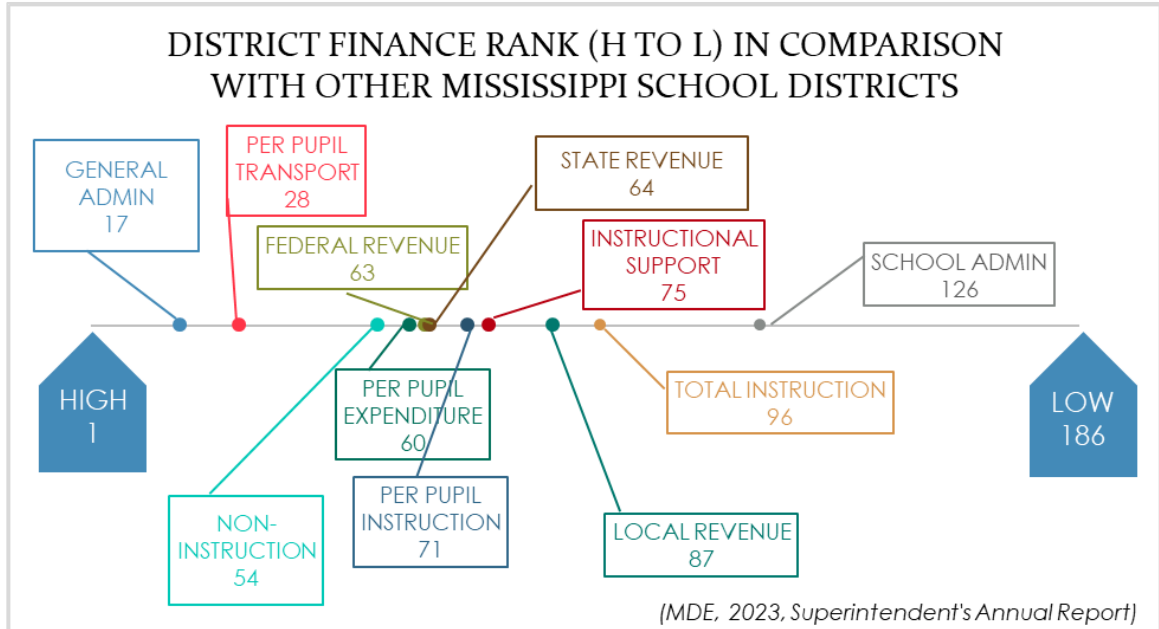 DISTRICT FINANCE RANK (H TO L) IN COMPARISON
WITH OTHER MISSISSIPPI SCHOOL DISTRICTS
GENERAL
ADMIN
17
PER PUPIL
TRANSPORT
28
FEDERAL REVENUE
63
STATE REVENUE
64
INSTRUCTIONAL
SUPPORT
75
SCHOOL ADMIN
126
HIGH
1
NON-
INSTRUCTION
54
PER PUPIL
EXPENDITURE
60
PER PUPIL
INSTRUCTION
71
LOCAL REVENUE
87
TOTAL INSTRUCTION
96
LOW
186
(MDE, 2023, Superintendent's Annual Report)